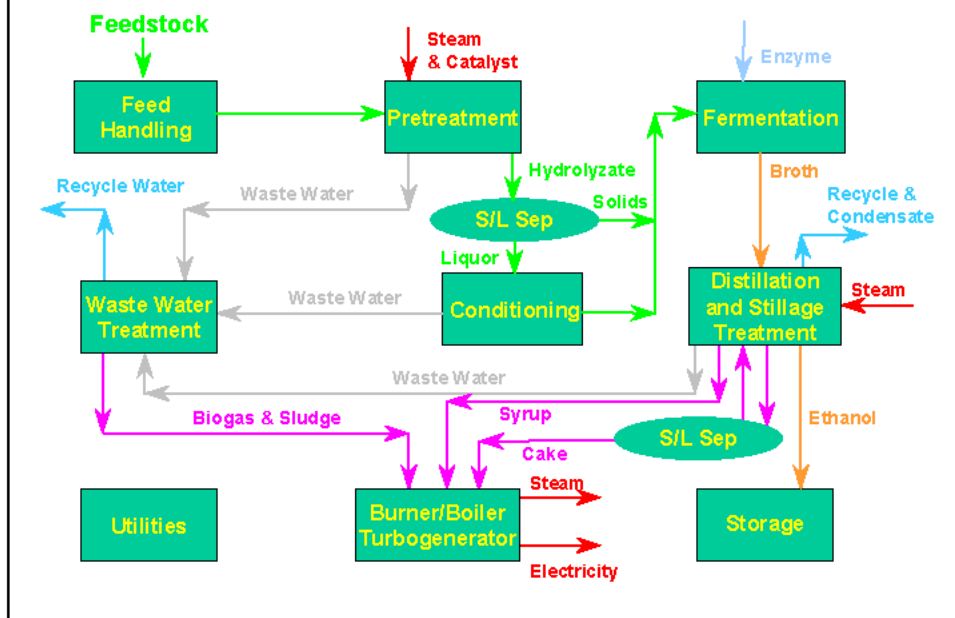 Feedstock
Steam
& Catalyst
Enzyme
Feed
Handling
Pretreatment
Fermentation
Hydrolyzate
Broth
Recycle Water
Waste Water
Solids
Recycle &
Condensate
S/L Sep
Liquor
Waste Water
Treatment
Waste Water
Conditioning
Distillation
and Stillage
Treatment
Steam
Waste Water
Biogas & Sludge
Syrup
Ethanol
S/L Sep
Cake
Utilities
Burner/Boiler
Turbogenerator
Steam
Electricity
Storage